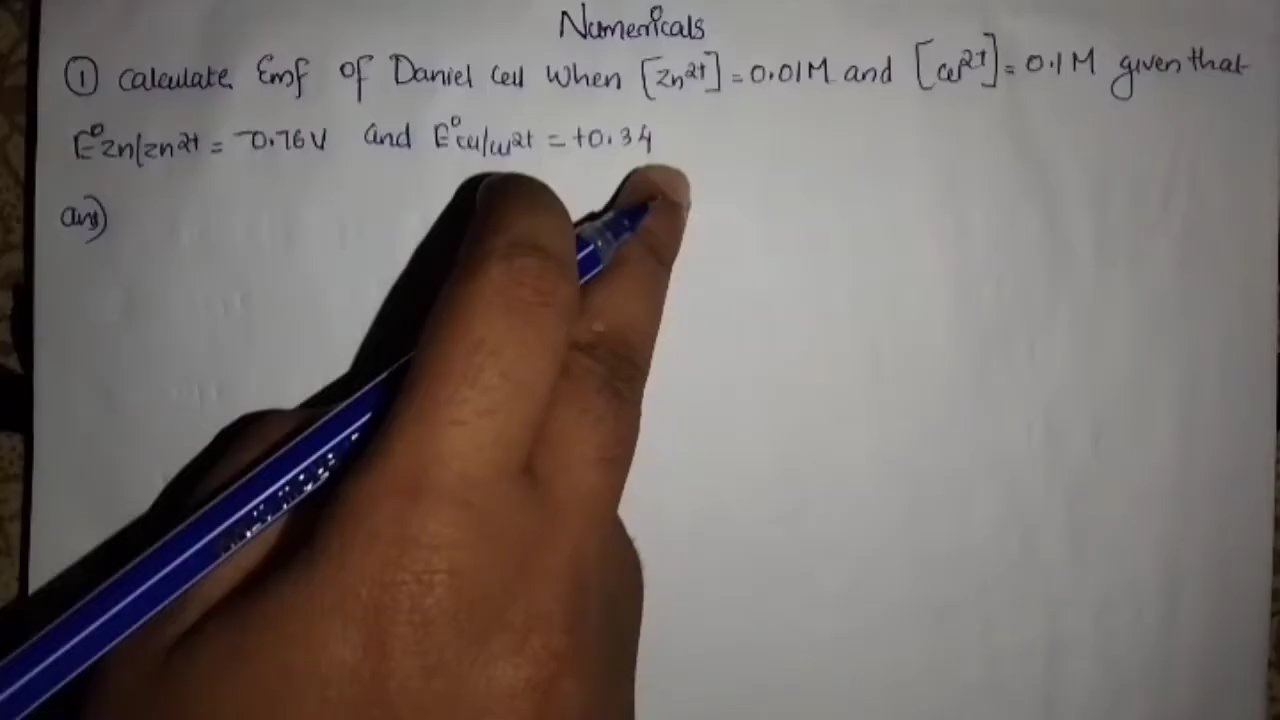 Numericals
① Calculate Emf of Daniel Cell When [Zn²⁺] = 0.01M and [Cu²⁺] = 0.1M given that
E°Zn/Zn²⁺ = -0.76V and E°Cu/Cu²⁺ = +0.34
ans)